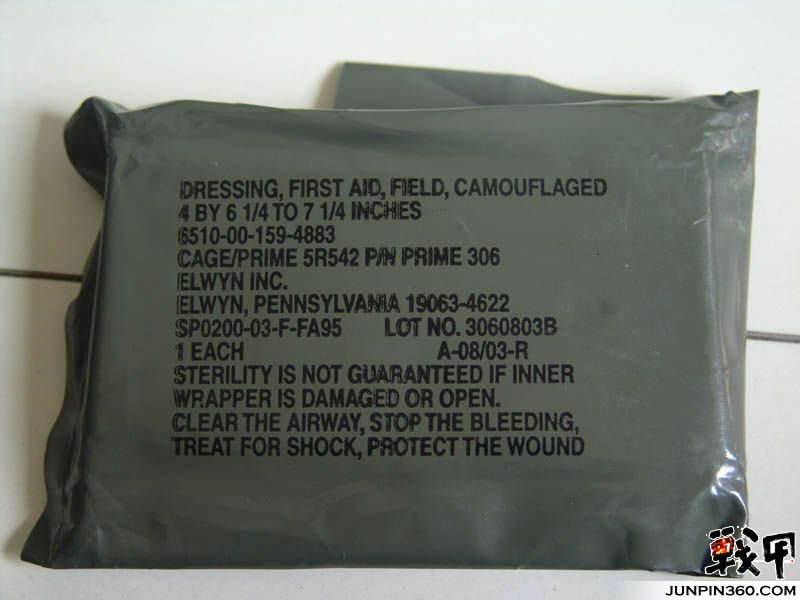 DRESSING, FIRST AID, FIELD, CAMOUFLAGED
4 BY 6 1/4 TO 7 1/4 INCHES
6510-00-159-4883
CAGE/PRIME 5R542 P/N PRIME 306
ELWYN INC.
ELWYN, PENNSYLVANIA 19063-4622
SP0200-03-F-FA95 LOT NO. 3060803B
1 EACH A-08/03-R
STERILITY IS NOT GUARANTEED IF INNER
WRAPPER IS DAMAGED OR OPEN.
CLEAR THE AIRWAY, STOP THE BLEEDING,
TREAT FOR SHOCK, PROTECT THE WOUND
戰甲
JUNPIN360.COM